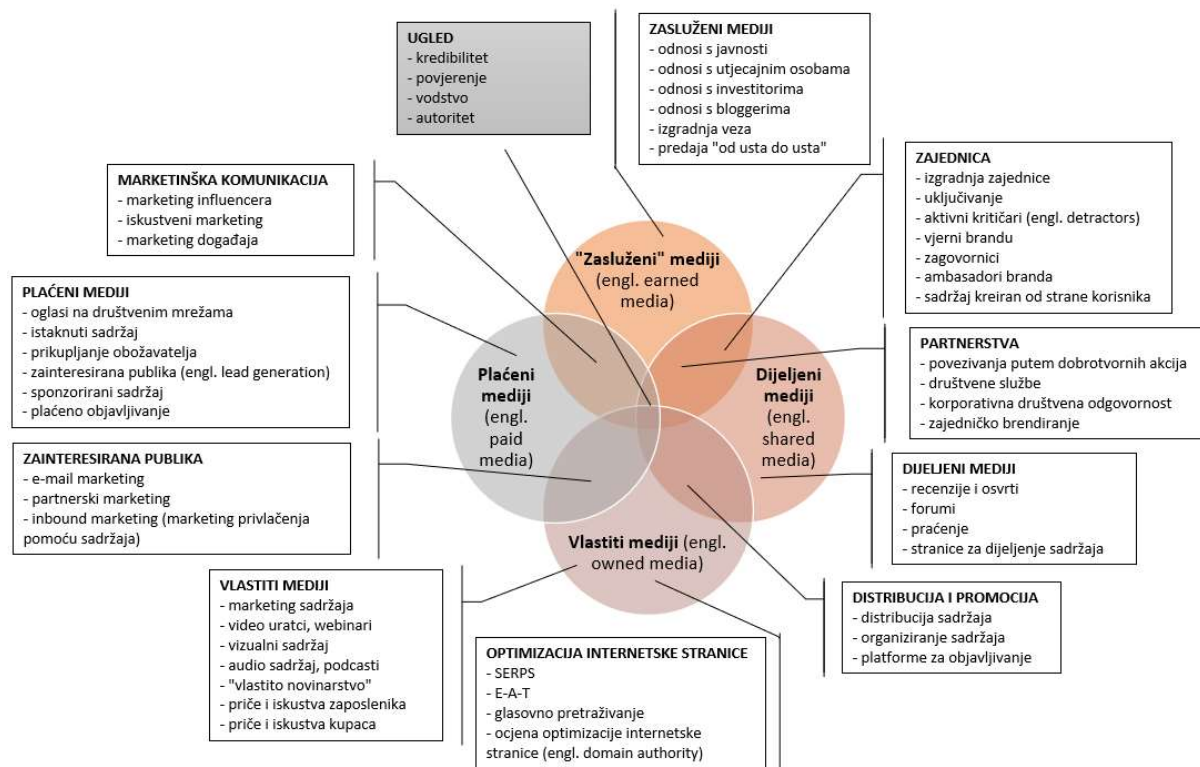 UGLED
- kredibilitet
- povjerenje
- vodstvo
- autoritet
ZASLUŽENI MEDIJI
- odnosi s javnosti
- odnosi s utjecajnim osobama
- odnosi s investitorima
- odnosi s bloggerima
- izgradnja veza
- predaja "od usta do usta"
MARKETINŠKA KOMUNIKACIJA
- marketing influencera
- iskustveni marketing
- marketing događaja
ZAJEDNICA
- izgradnja zajednice
- uključivanje
- aktivni kritičari (engl. detractors)
- vjerni brandu
- zagovornici
- ambasadori branda
- sadržaj kreiran od strane korisnika
PLAĆENI MEDIJI
- oglasi na društvenim mrežama
- istaknuti sadržaj
- prikupljanje obožavatelja
- zainteresirana publika (engl. lead generation)
- sponzorirani sadržaj
- plaćeno objavljivanje
"Zasluženi" mediji
(engl. earned
media)
Plaćeni
mediji
(engl.
paid
media)
Dijeljeni
mediji
(engl.
shared
media)
Vlastiti mediji (engl.
owned media)
PARTNERSTVA
- povezivanja putem dobrotvornih akcija
- društvene službe
- korporativna društvena odgovornost
- zajedničko brendiranje
ZAINTERESIRANA PUBLIKA
- e-mail marketing
- partnerski marketing
- inbound marketing (marketing privlačenja
pomoću sadržaja)
DIJELJENI MEDIJI
- recenzije i osvrti
- forumi
- praćenje
- stranice za dijeljenje sadržaja
VLASTITI MEDIJI
- marketing sadržaja
- video uratci, webinari
- vizualni sadržaj
- audio sadržaj, podcasti
- "vlastito novinarstvo"
- priče i iskustva zaposlenika
- priče i iskustva kupaca
DISTRIBUCIJA I PROMOCIJA
- distribucija sadržaja
- organiziranje sadržaja
- platforme za objavljivanje
OPTIMIZACIJA INTERNETSKE STRANICE
- SERPS
- E-A-T
- glasovno pretraživanje
- ocjena optimizacije internetske
stranice (engl. domain authority)